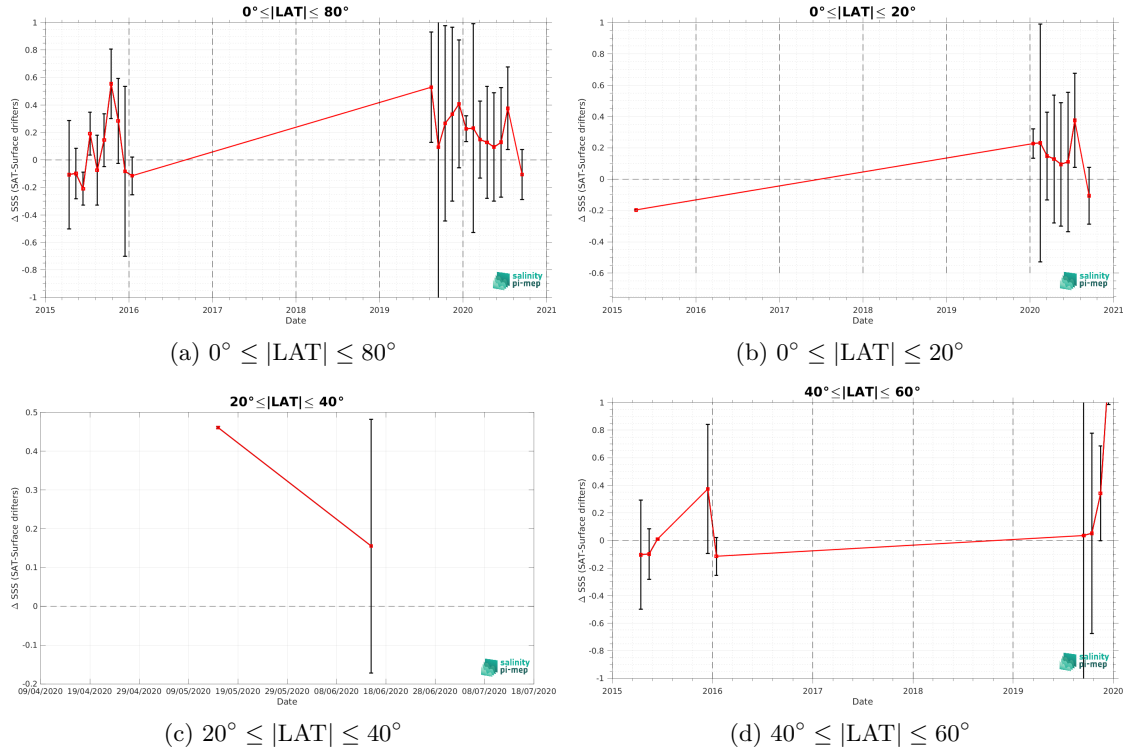 0°≤|LAT|≤ 80°
1
0.8
0.6
0.4
0.2
0
-0.2
-0.4
-0.6
-0.8
-1
Δ SSS (SAT-Surface drifters)
2015 2016 2017 2018 2019 2020 2021
Date
salinity
pi-mep
(a) 0° ≤ |LAT| ≤ 80°
0°≤|LAT|≤ 20°
1
0.8
0.6
0.4
0.2
0
-0.2
-0.4
-0.6
Δ SSS (SAT-Surface drifters)
2015 2016 2017 2018 2019 2020 2021
Date
salinity
pi-mep
(b) 0° ≤ |LAT| ≤ 20°
20°≤|LAT|≤ 40°
0.5
0.4
0.3
0.2
0.1
0
-0.1
-0.2
Δ SSS (SAT-Surface drifters)
09/04/2020 19/04/2020 29/04/2020 09/05/2020 19/05/2020 29/05/2020 08/06/2020 18/06/2020 28/06/2020 08/07/2020 18/07/2020
Date
salinity
pi-mep
(c) 20° ≤ |LAT| ≤ 40°
40°≤|LAT|≤ 60°
1
0.8
0.6
0.4
0.2
0
-0.2
-0.4
-0.6
-0.8
-1
Δ SSS (SAT-Surface drifters)
2015 2016 2017 2018 2019 2020
Date
salinity
pi-mep
(d) 40° ≤ |LAT| ≤ 60°